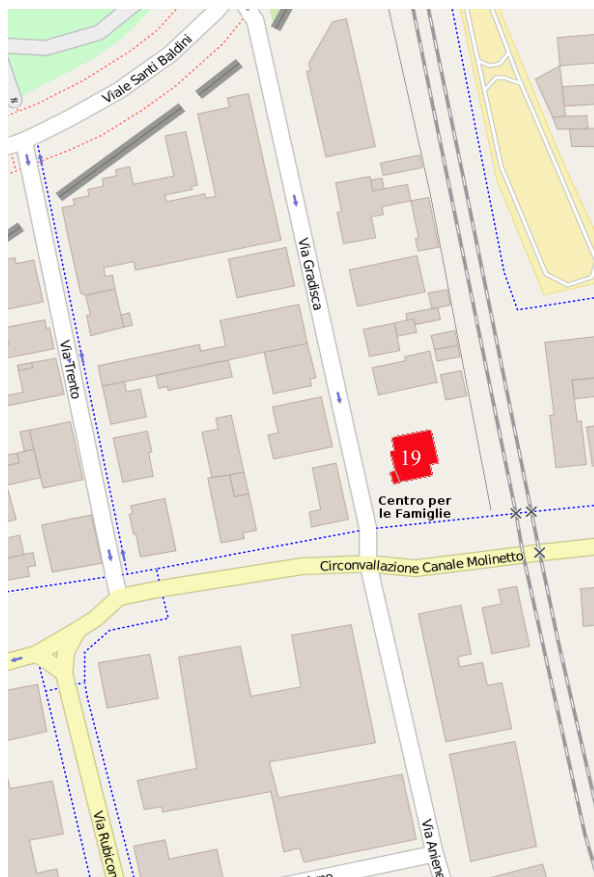 Viale Santi Baldini
Via Gradisca
Via Trento
19
Centro per
le Famiglie
Circonvallazione Canale Molinetto
Via Rubicon
Via Aniene